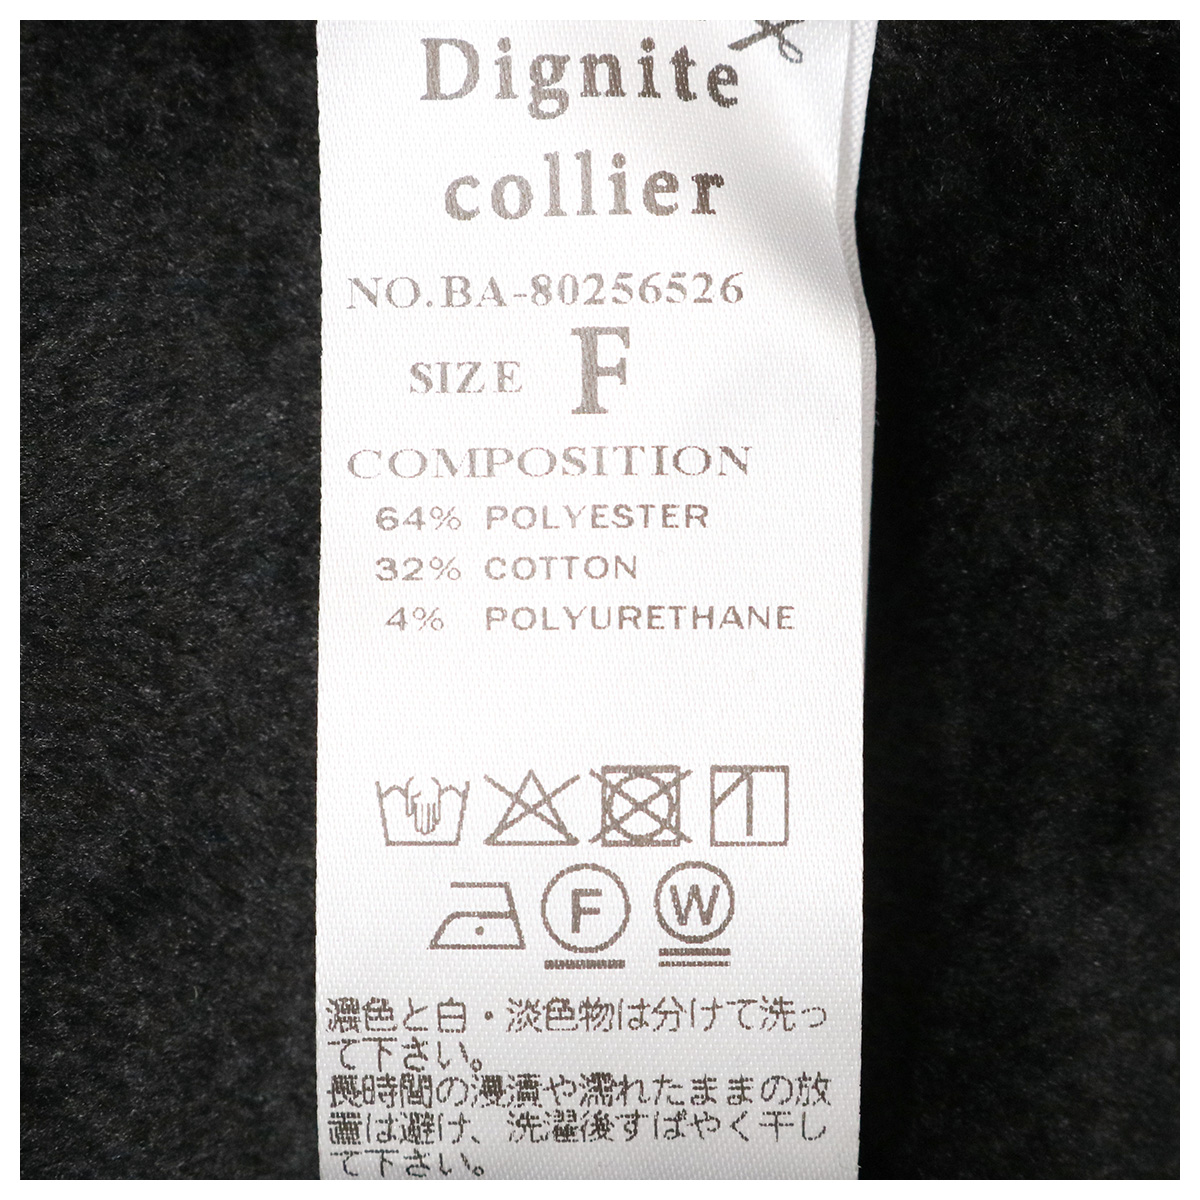 Dignite
collier
NO.BA-80256526
SIZE F
COMPOSITION
64% POLYESTER
32% COTTON
4% POLYURETHANE
F W
濃色と白・淡色物は分けて洗っ
て下さい。
長時間の浸漬や濡れたままの放
置は避け、洗濯後すばやく干し
て下さい。